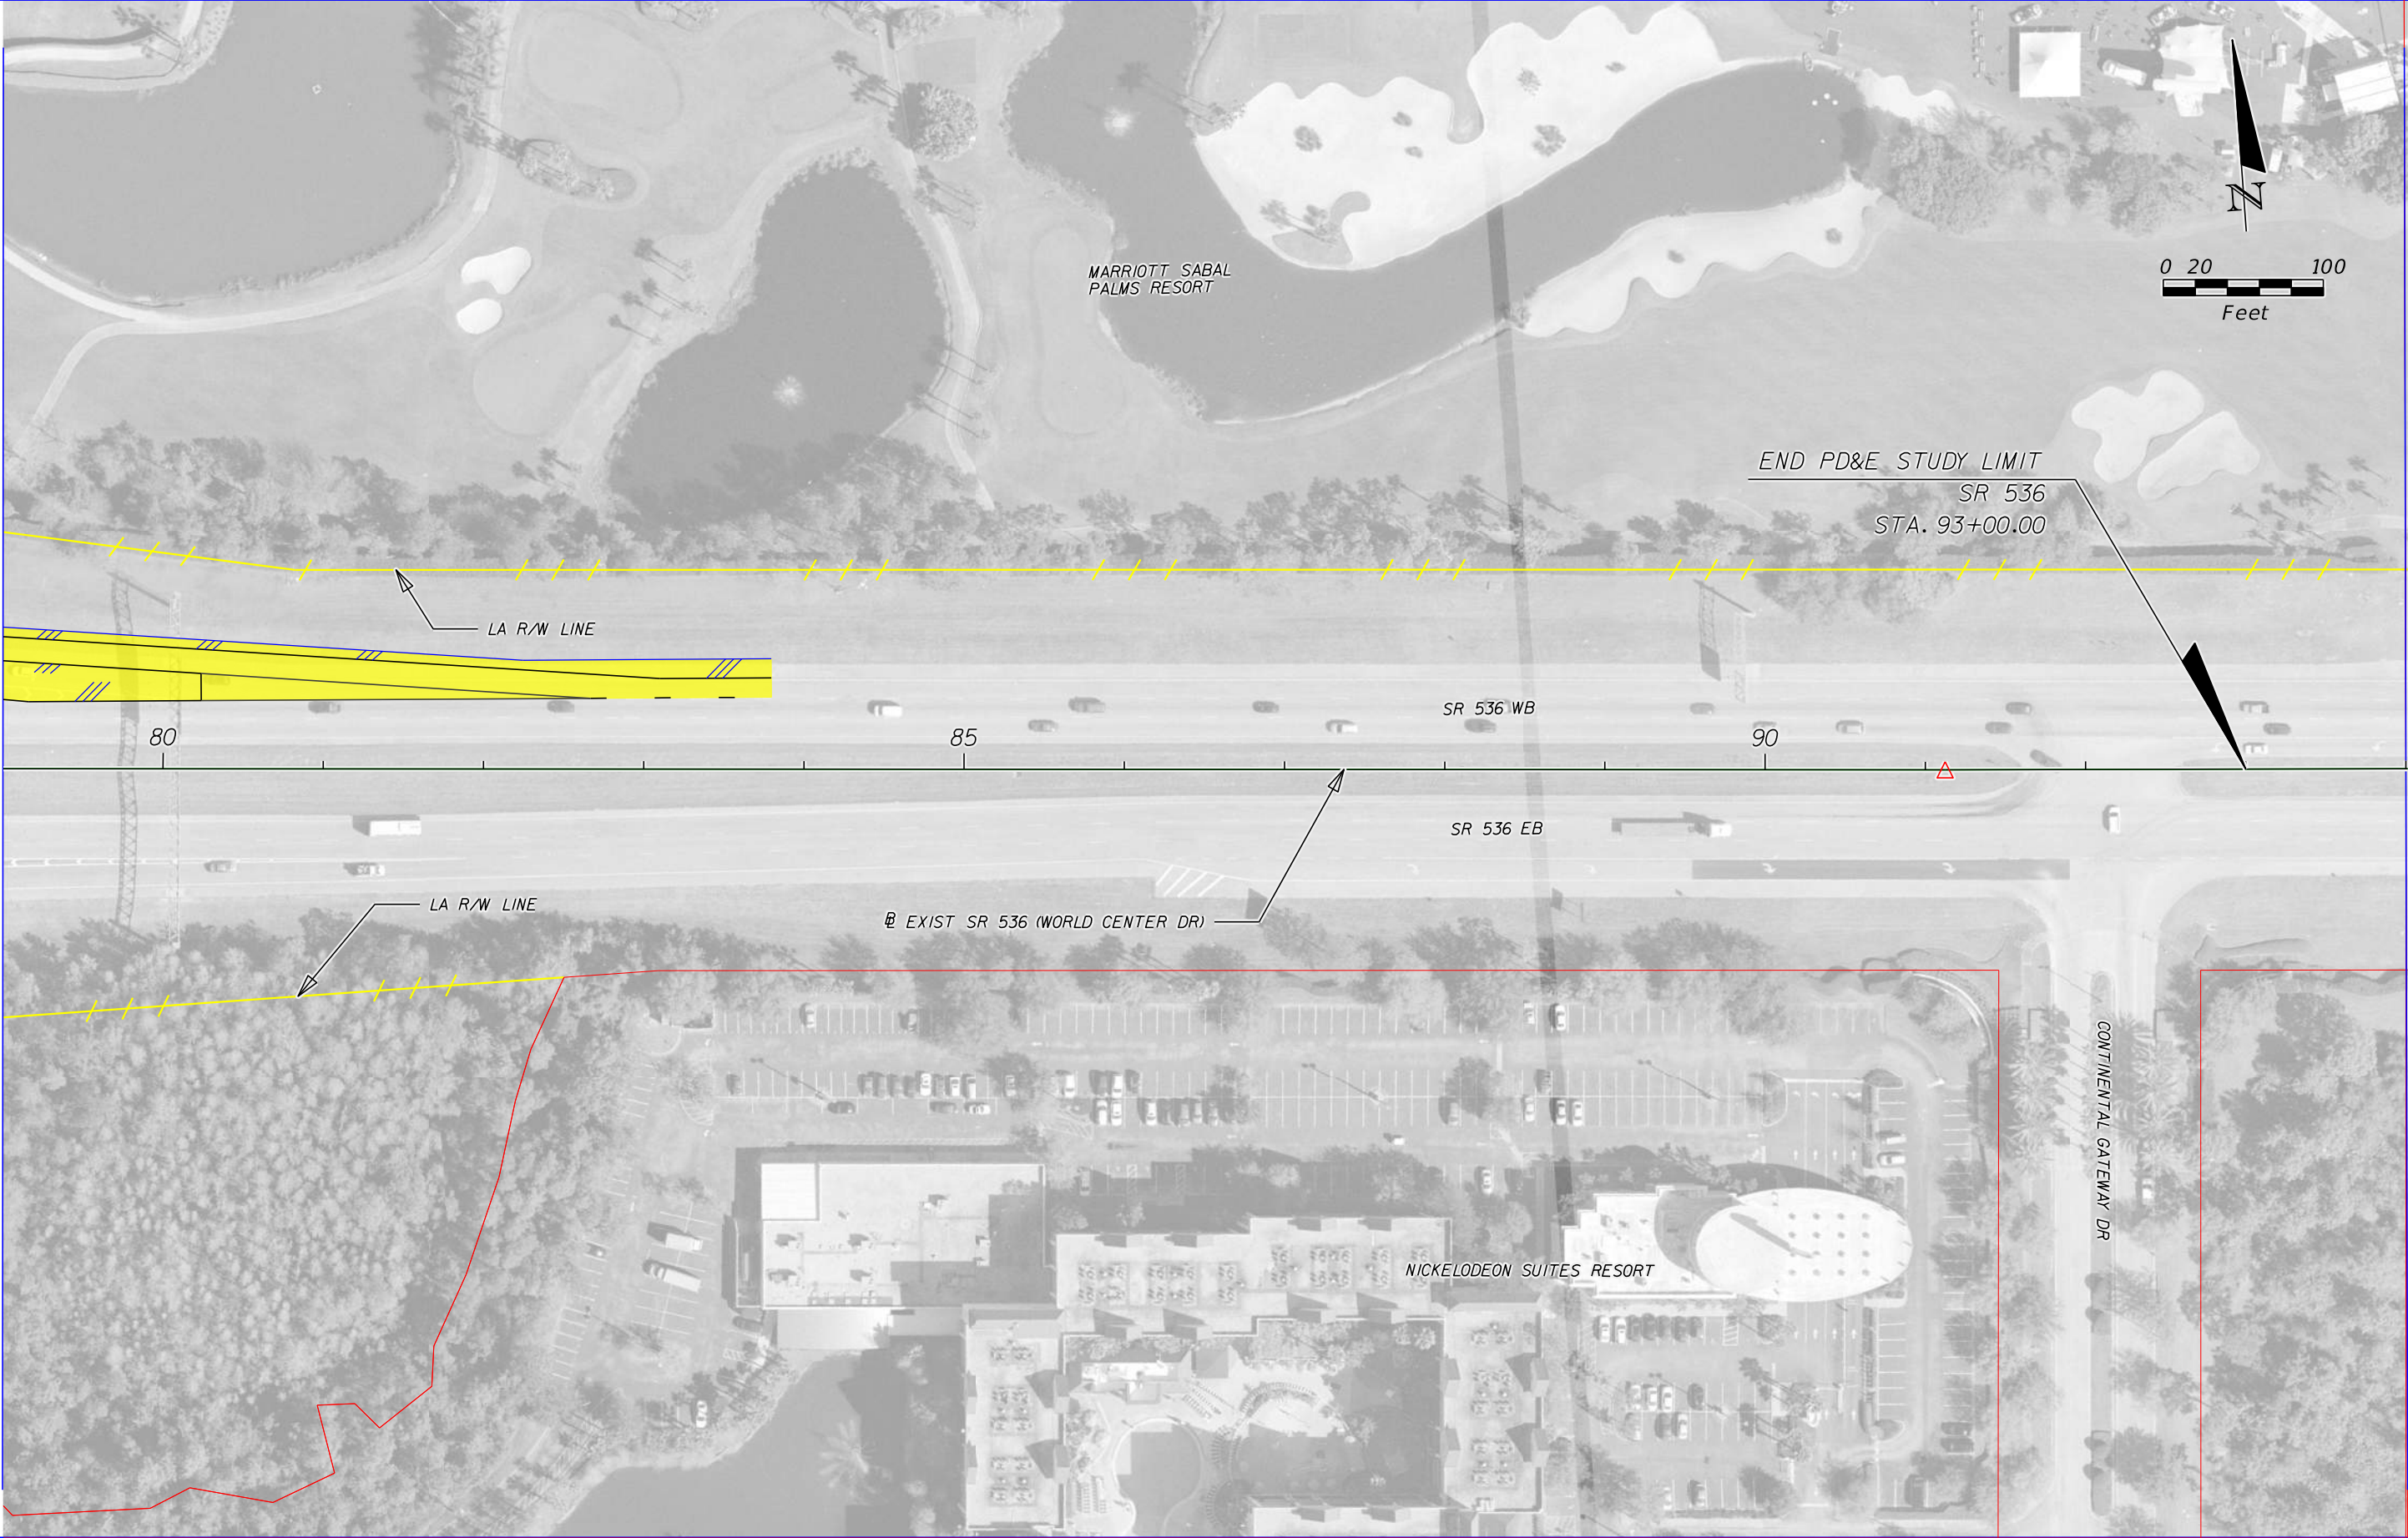 MARRIOTT SABAL
PALMS RESORT
N
0 20 100
Feet
END PD&E STUDY LIMIT
SR 536
STA. 93+00.00
LA R/W LINE
SR 536 WB
80 85 90
SR 536 EB
LA R/W LINE
℄ EXIST SR 536 (WORLD CENTER DR)
CONTINENTAL GATEWAY DR
NICKELODEON SUITES RESORT